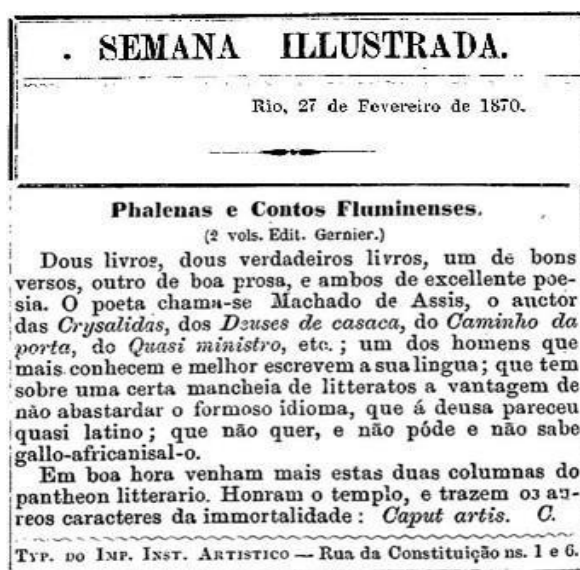 . SEMANA ILLUSTRADA.
Rio, 27 de Fevereiro de 1870.
Phalenas e Contos Fluminenses.
(2 vols. Edit. Garnier.)
Dous livros, dous verdadeiros livros, um de bons
versos, outro de boa prosa, e ambos de excellente poe-
sia. O poeta chama-se Machado de Assis, o auctor
das Crysalidas, dos Deuses de casaca, do Caminho da
porta, do Quasi ministro, etc.; um dos homens que
mais conhecem e melhor escrevem a sua lingua; que tem
sobre uma certa mancheia de litteratos a vantagem de
não abastardar o formoso idioma, que á deusa pareceu
quasi latino; que não quer, e não póde e não sabe
gallo-africanisal-o.
Em boa hora venham mais estas duas columnas do
pantheon litterario. Honram o templo, e trazem os au-
reos caracteres da immortalidade: Caput artis. C.
TYP. DO IMP. INST. ARTISTICO — Rua da Constituição ns. 1 e 6.